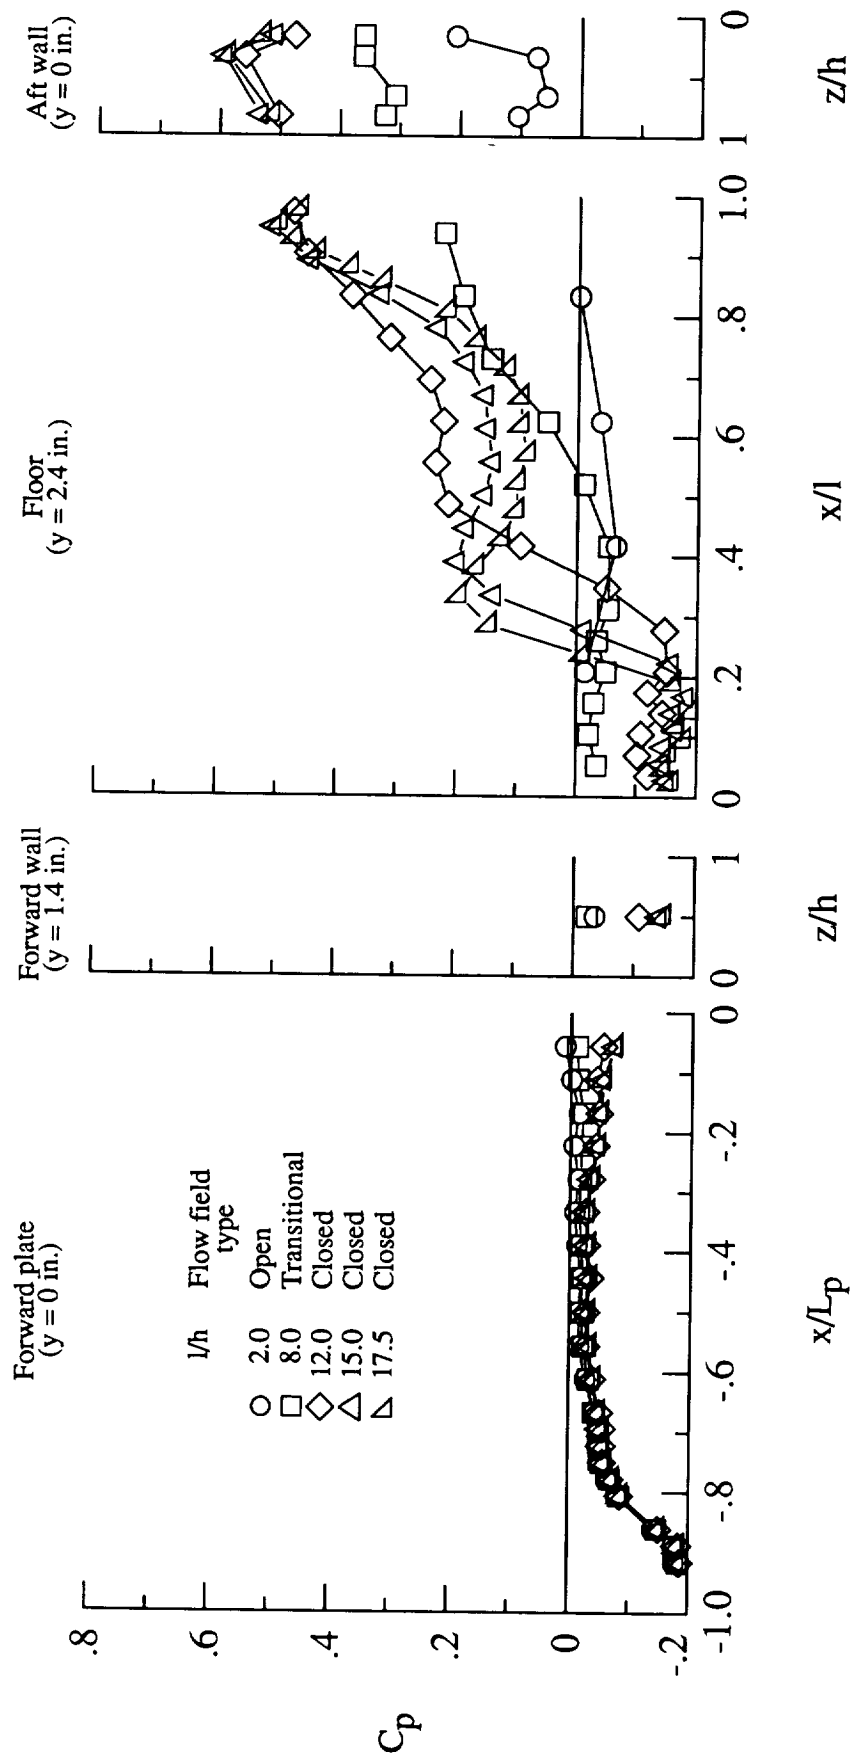 Forward plate
(y = 0 in.)
Forward wall
(y = 1.4 in.)
Floor
(y = 2.4 in.)
Aft wall
(y = 0 in.)
l/h Flow field
type
2.0 Open
8.0 Transitional
12.0 Closed
15.0 Closed
17.5 Closed
.8
.6
.4
.2
0
-.2
Cp
-1.0 -.8 -.6 -.4 -.2 0
0 1
0 .2 .4 .6 .8 1.0
1 0
x/Lp
z/h
x/l
z/h